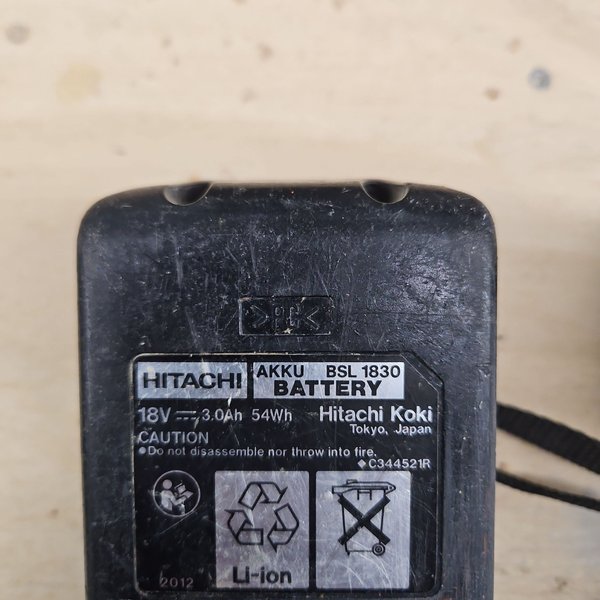 >PC<
HITACHI
AKKU BSL 1830
BATTERY
18V ⎓ 3.0Ah 54Wh Hitachi Koki
Tokyo, Japan
CAUTION
●Do not disassemble nor throw into fire.
◆C344521R
Li-ion
2012